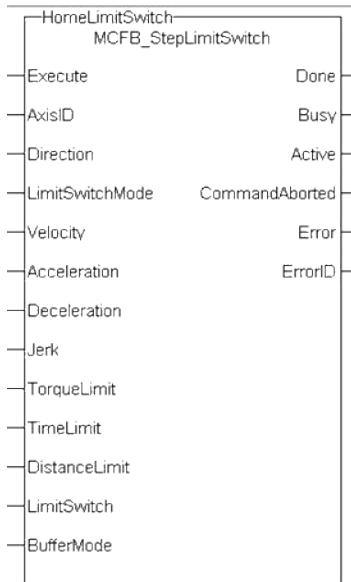 HomeLimitSwitch
MCFB_StepLimitSwitch
Execute Done
AxisID Busy
Direction Active
LimitSwitchMode CommandAborted
Velocity Error
Acceleration ErrorID
Deceleration
Jerk
TorqueLimit
TimeLimit
DistanceLimit
LimitSwitch
BufferMode